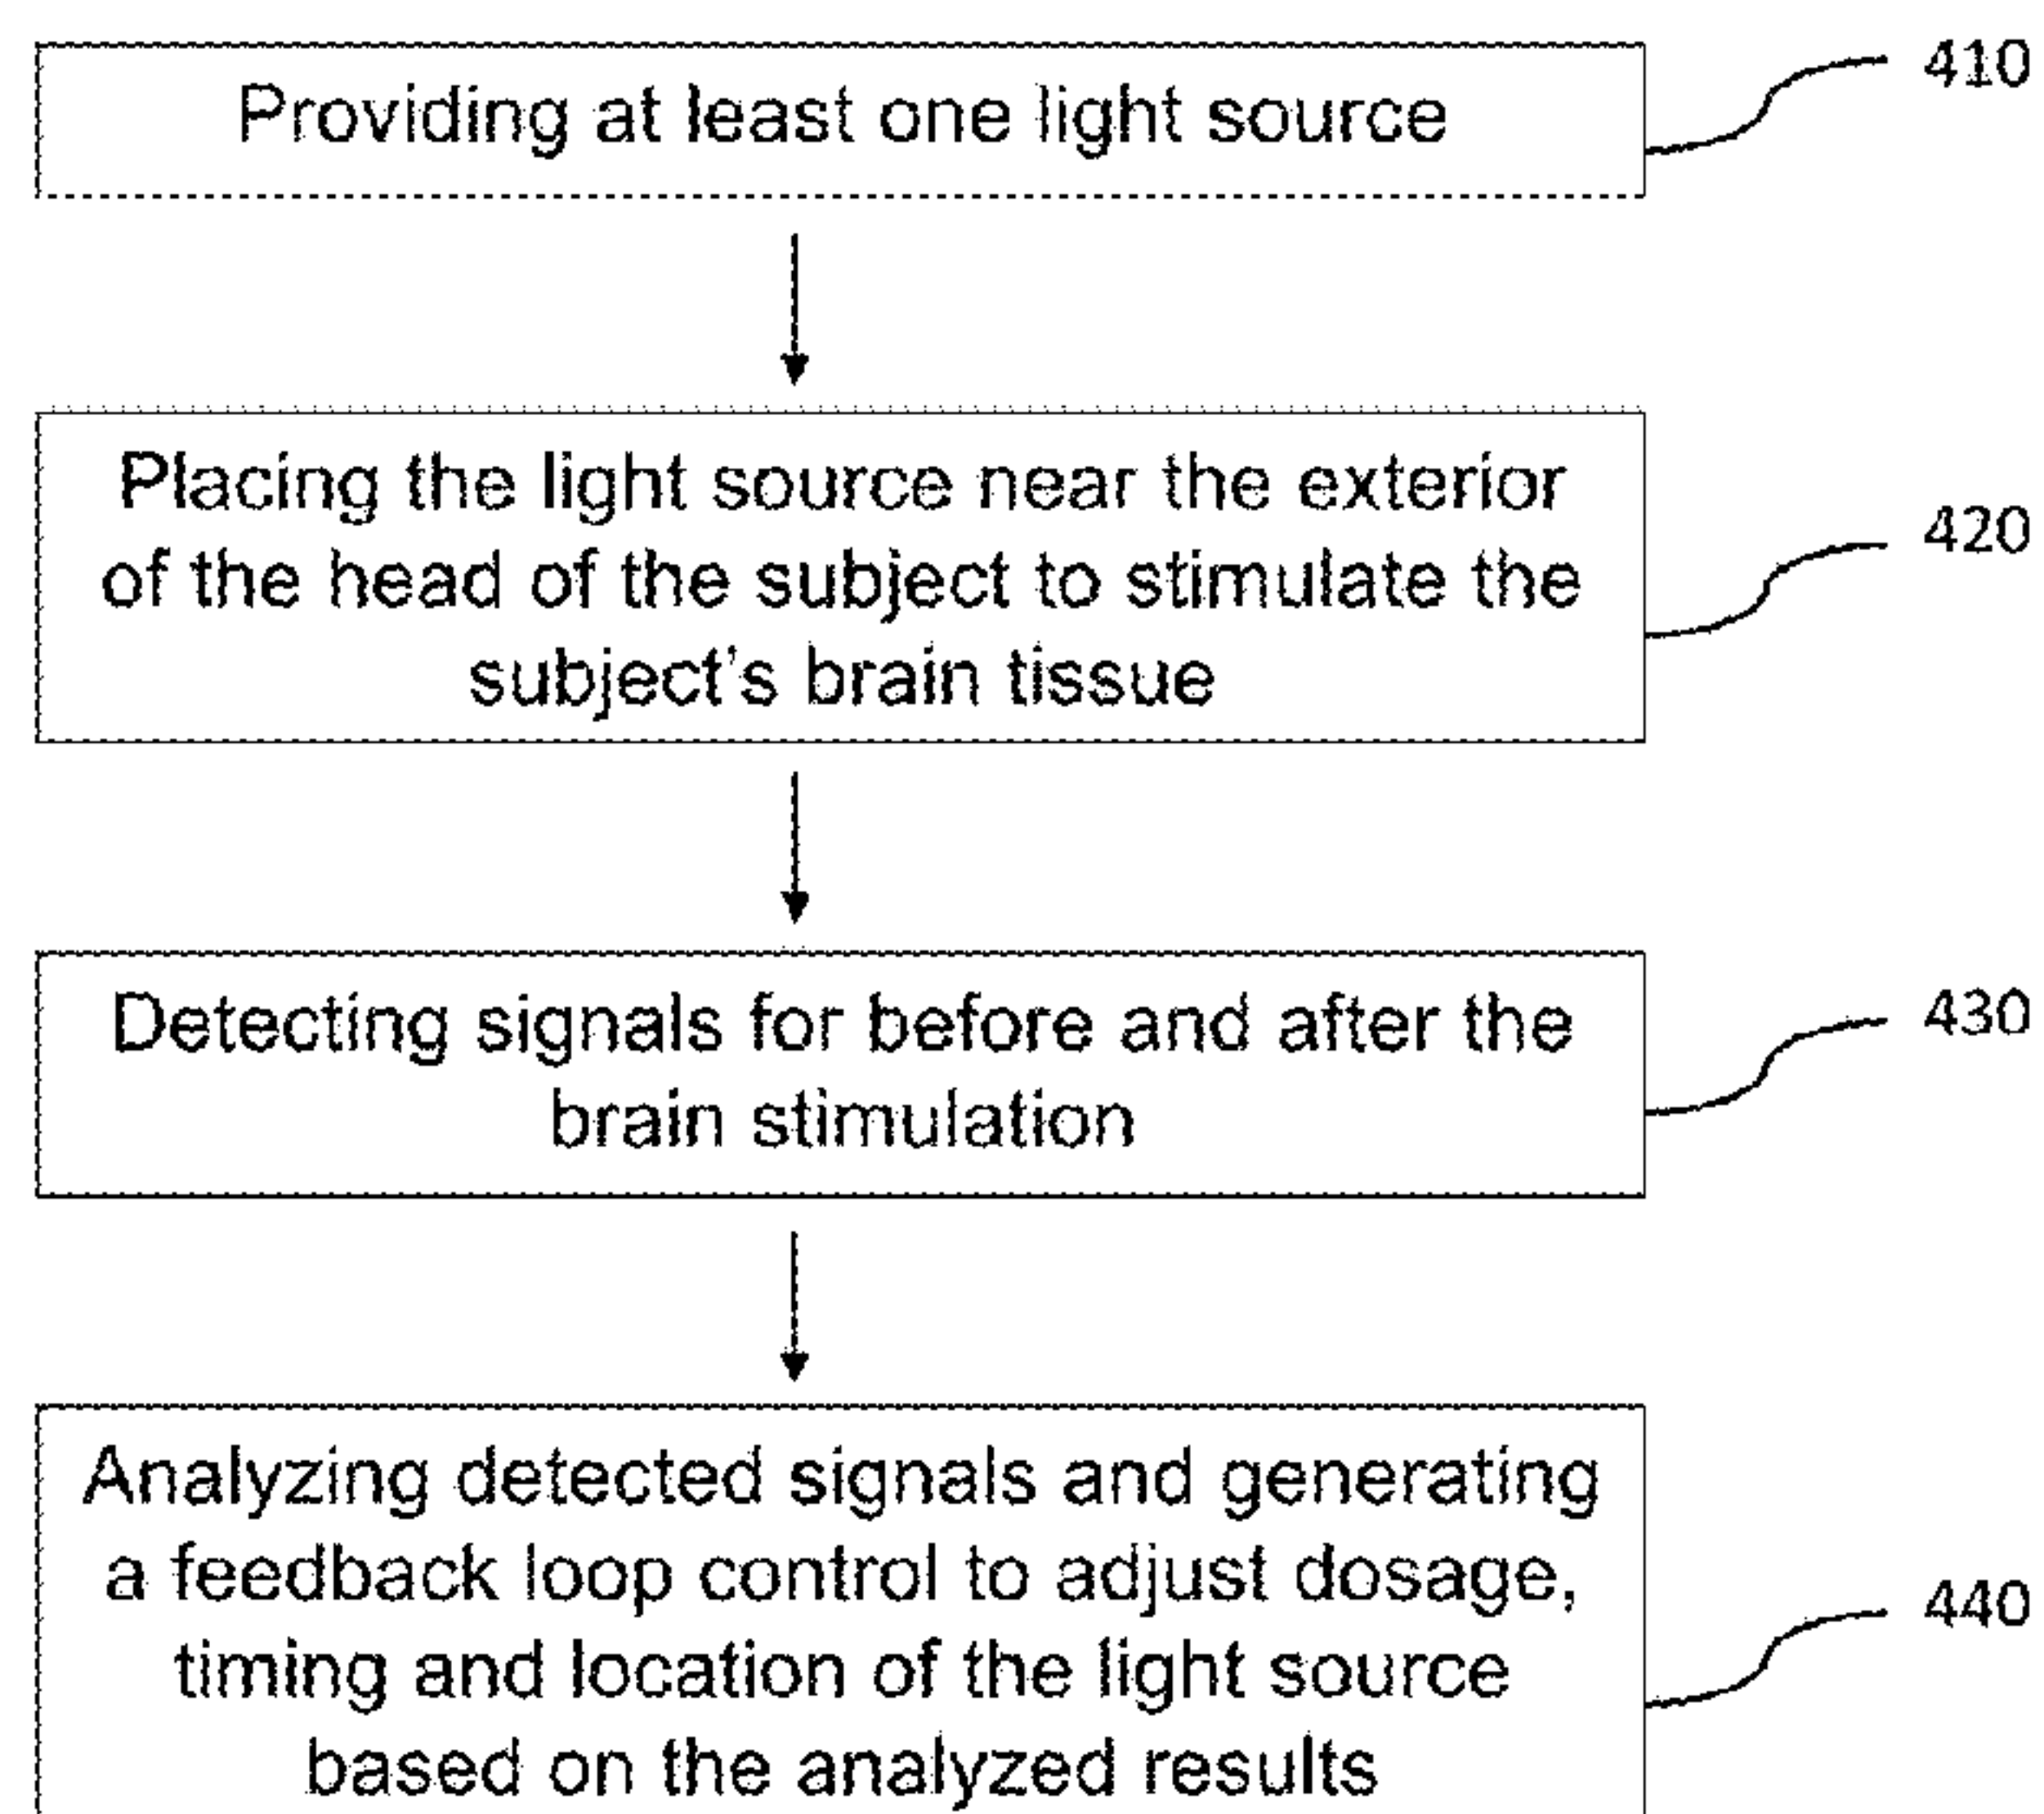 Providing at least one light source
410
Placing the light source near the exterior
of the head of the subject to stimulate the
subject's brain tissue
420
Detecting signals for before and after the
brain stimulation
430
Analyzing detected signals and generating
a feedback loop control to adjust dosage,
timing and location of the light source
based on the analyzed results
440